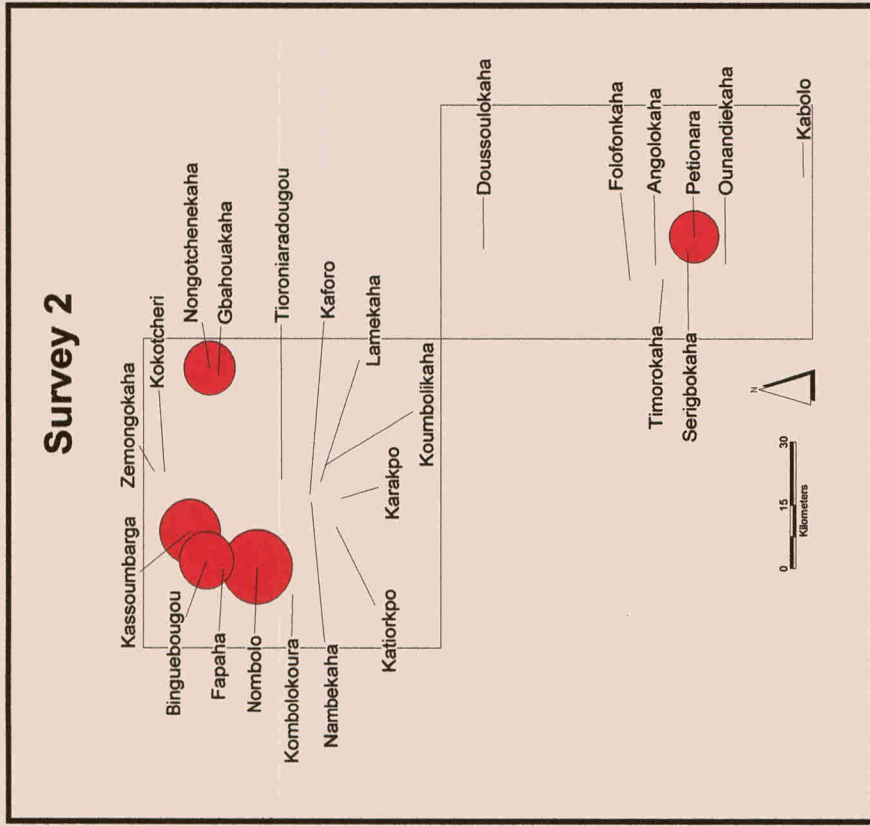 Survey 2
Zemongokaha
Kokotcheri
Kassoumbarga
Nongotchenekaha
Gbahouakaha
Binguebougou
Fapaha
Nombolo
Tioroniaradougou
Kombolokoura
Kaforo
Nambekaha
Lamekaha
Koumbolikaha
Karakpo
Katiorkpo
Doussoulokaha
Folofonkaha
Angolokaha
Timorokaha
Petionara
Serigbokaha
Ounandiekaha
Kabolo
N
0 15 30
Kilometers